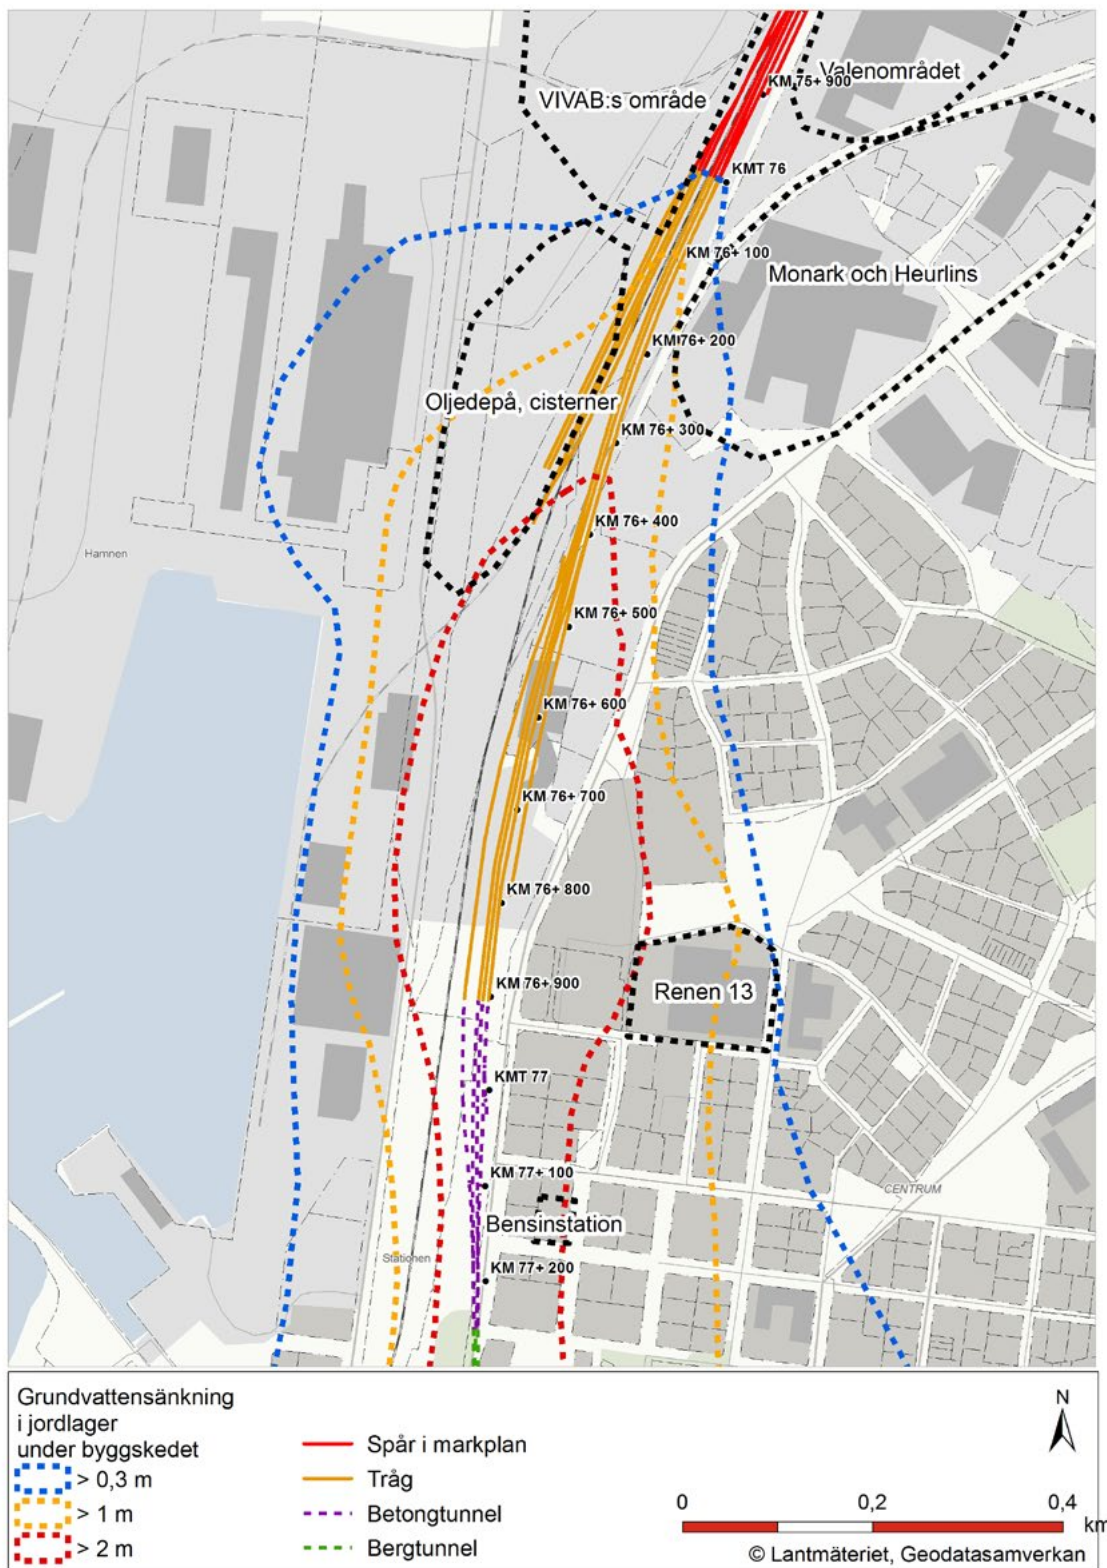 Valenområdet
KM 75+ 900
VIVAB:s område
KMT 76
KM 76+ 100
Monark och Heurlins
KM 76+ 200
Oljedepå, cisterner
KM 76+ 300
KM 76+ 400
Hamnen
KM 76+ 500
KM 76+ 600
KM 76+ 700
KM 76+ 800
KM 76+ 900
Renen 13
KMT 77
KM 77+ 100
CENTRUM
Bensinstation
Stationen
KM 77+ 200
Grundvattensänkning
i jordlager
under byggskedet
> 0,3 m
> 1 m
> 2 m
Spår i markplan
Tråg
Betongtunnel
Bergtunnel
N
0 0,2 0,4
km
© Lantmäteriet, Geodatasamverkan